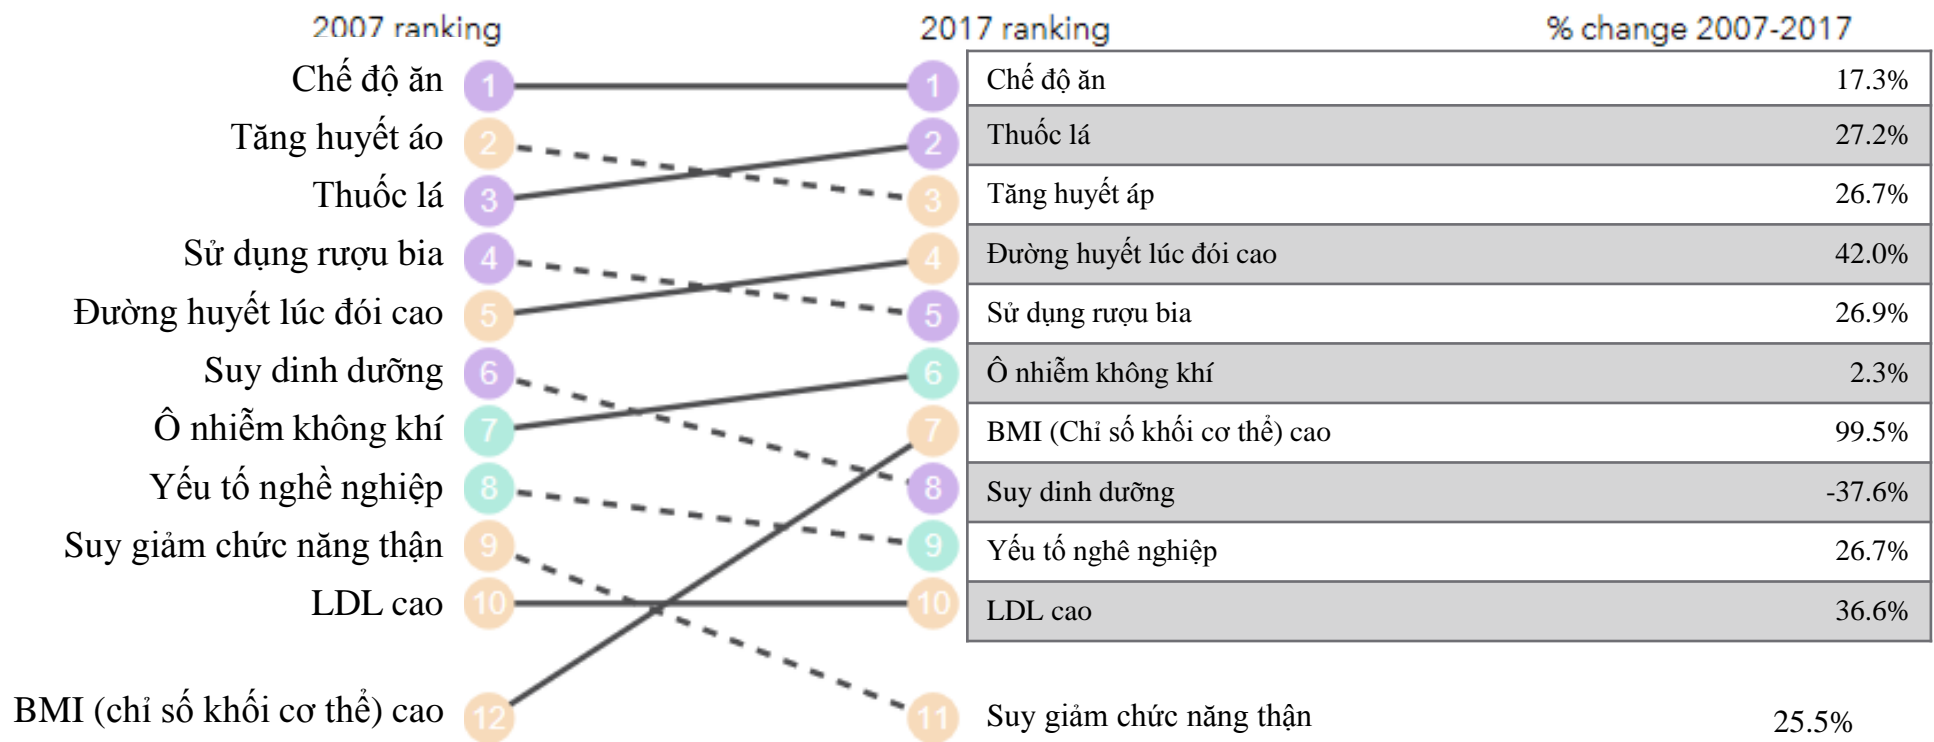 2007 ranking 2017 ranking % change 2007-2017
Chế độ ăn 1 1 Chế độ ăn 17.3%
Tăng huyết áo 2 2 Thuốc lá 27.2%
Thuốc lá 3 3 Tăng huyết áp 26.7%
Sử dụng rượu bia 4 4 Đường huyết lúc đói cao 42.0%
Đường huyết lúc đói cao 5 5 Sử dụng rượu bia 26.9%
Suy dinh dưỡng 6 6 Ô nhiễm không khí 2.3%
Ô nhiễm không khí 7 7 BMI (Chỉ số khối cơ thể) cao 99.5%
Yếu tố nghề nghiệp 8 8 Suy dinh dưỡng -37.6%
Suy giảm chức năng thận 9 9 Yếu tố nghê nghiệp 26.7%
LDL cao 10 10 LDL cao 36.6%
BMI (chỉ số khối cơ thể) cao 12 11 Suy giảm chức năng thận 25.5%